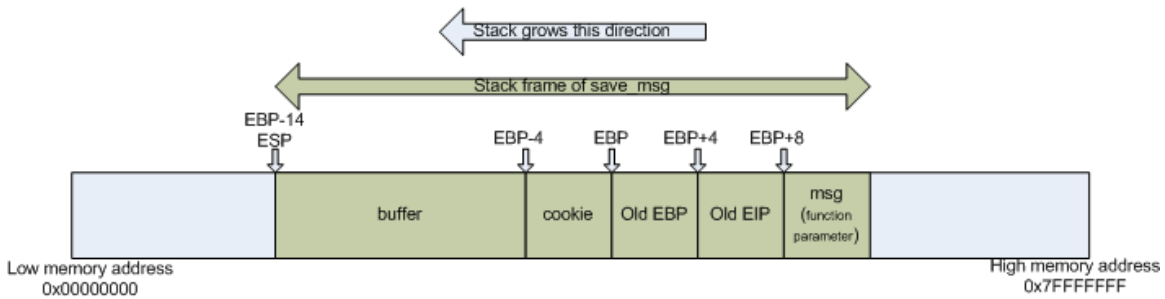 Stack grows this direction
Stack frame of save_msg
EBP-14
ESP
EBP-4
EBP
EBP+4
EBP+8
buffer
cookie
Old EBP
Old EIP
msg
(function
parameter)
Low memory address
0x00000000
High memory address
0x7FFFFFFF